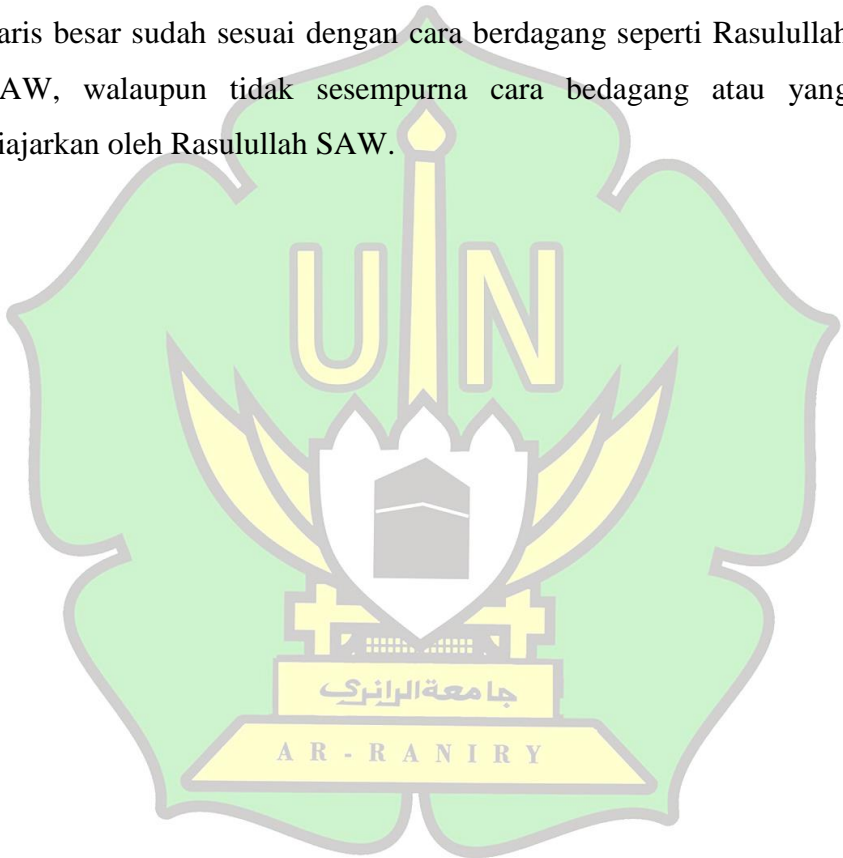 aris besar sudah sesuai dengan cara berdagang seperti Rasulullah
AW, walaupun tidak sesempurna cara bedagang atau yang
iajarkan oleh Rasulullah SAW.
UIN
جامعة الرانري
AR-RANIRY